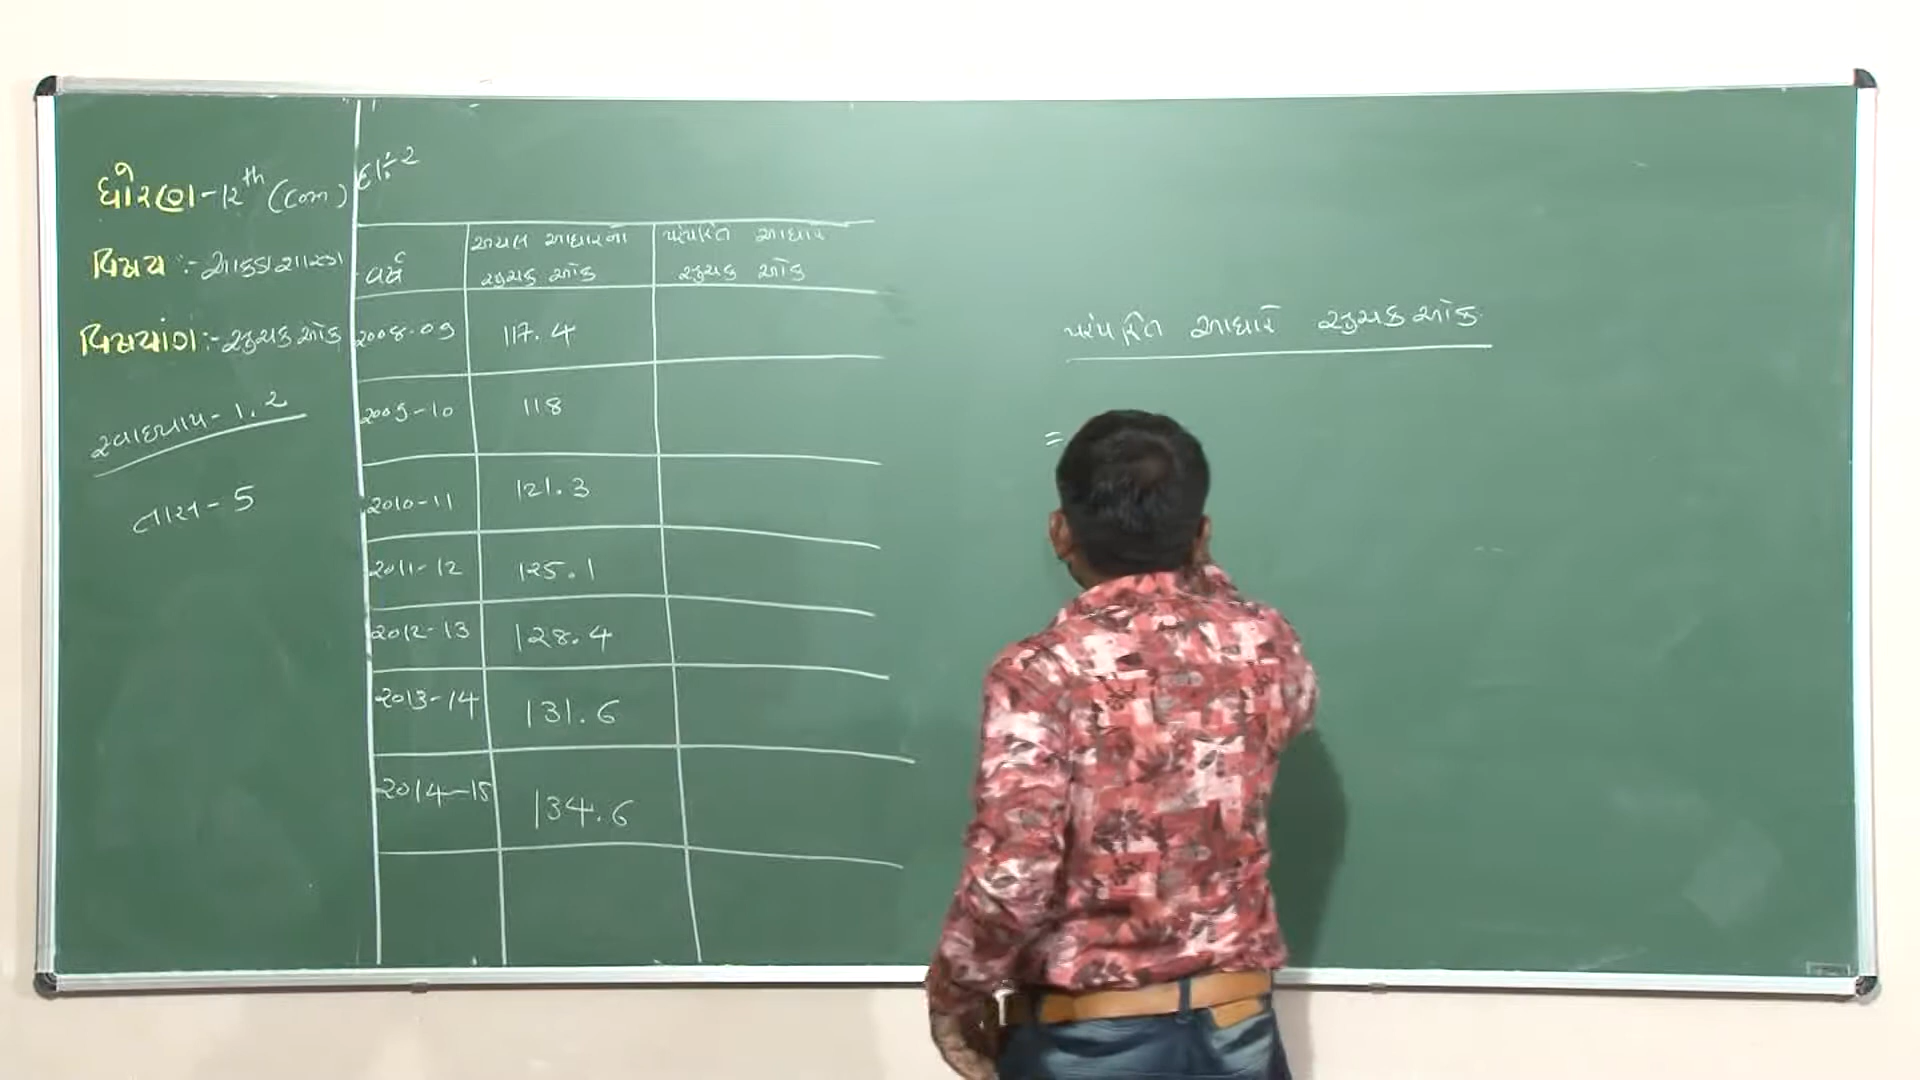 ધોરણ - 12th (Com)
વિષય :- આંકડાશાસ્ત્ર
વિષયાંગ :- સૂચક આંક
સ્વાધ્યાય - 1.2
તાસ - 5
દા:-2
વર્ષ
અચલ આધારના સૂચક આંક
પરંપરિત આધારે સૂચક આંક
2008-09 117.4
2009-10 118
2010-11 121.3
2011-12 125.1
2012-13 128.4
2013-14 131.6
2014-15 134.6
પરંપરિત આધારે સૂચક આંક
=